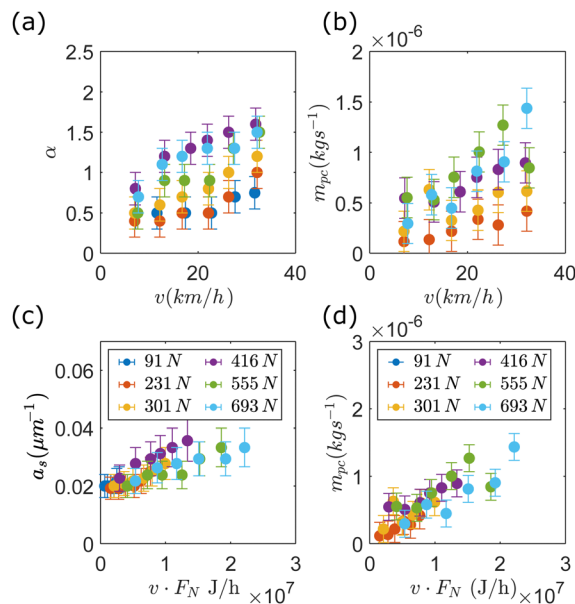 (a)
(b)
×10⁻⁶
2
2.5
2
1.5
1
0.5
0
α
1.5
1
0.5
0
m_pc(kgs⁻¹)
0 20 40
v(km/h)
0 20 40
v(km/h)
(c)
(d)
×10⁻⁶
0.06
0.04
0.02
0
a_s(μm⁻¹)
91 N 416 N
231 N 555 N
301 N 693 N
3
2
1
0
m_pc(kgs⁻¹)
91 N 416 N
231 N 555 N
301 N 693 N
0 1 2 3
v · F_N J/h ×10⁷
0 1 2 3
v · F_N (J/h) ×10⁷